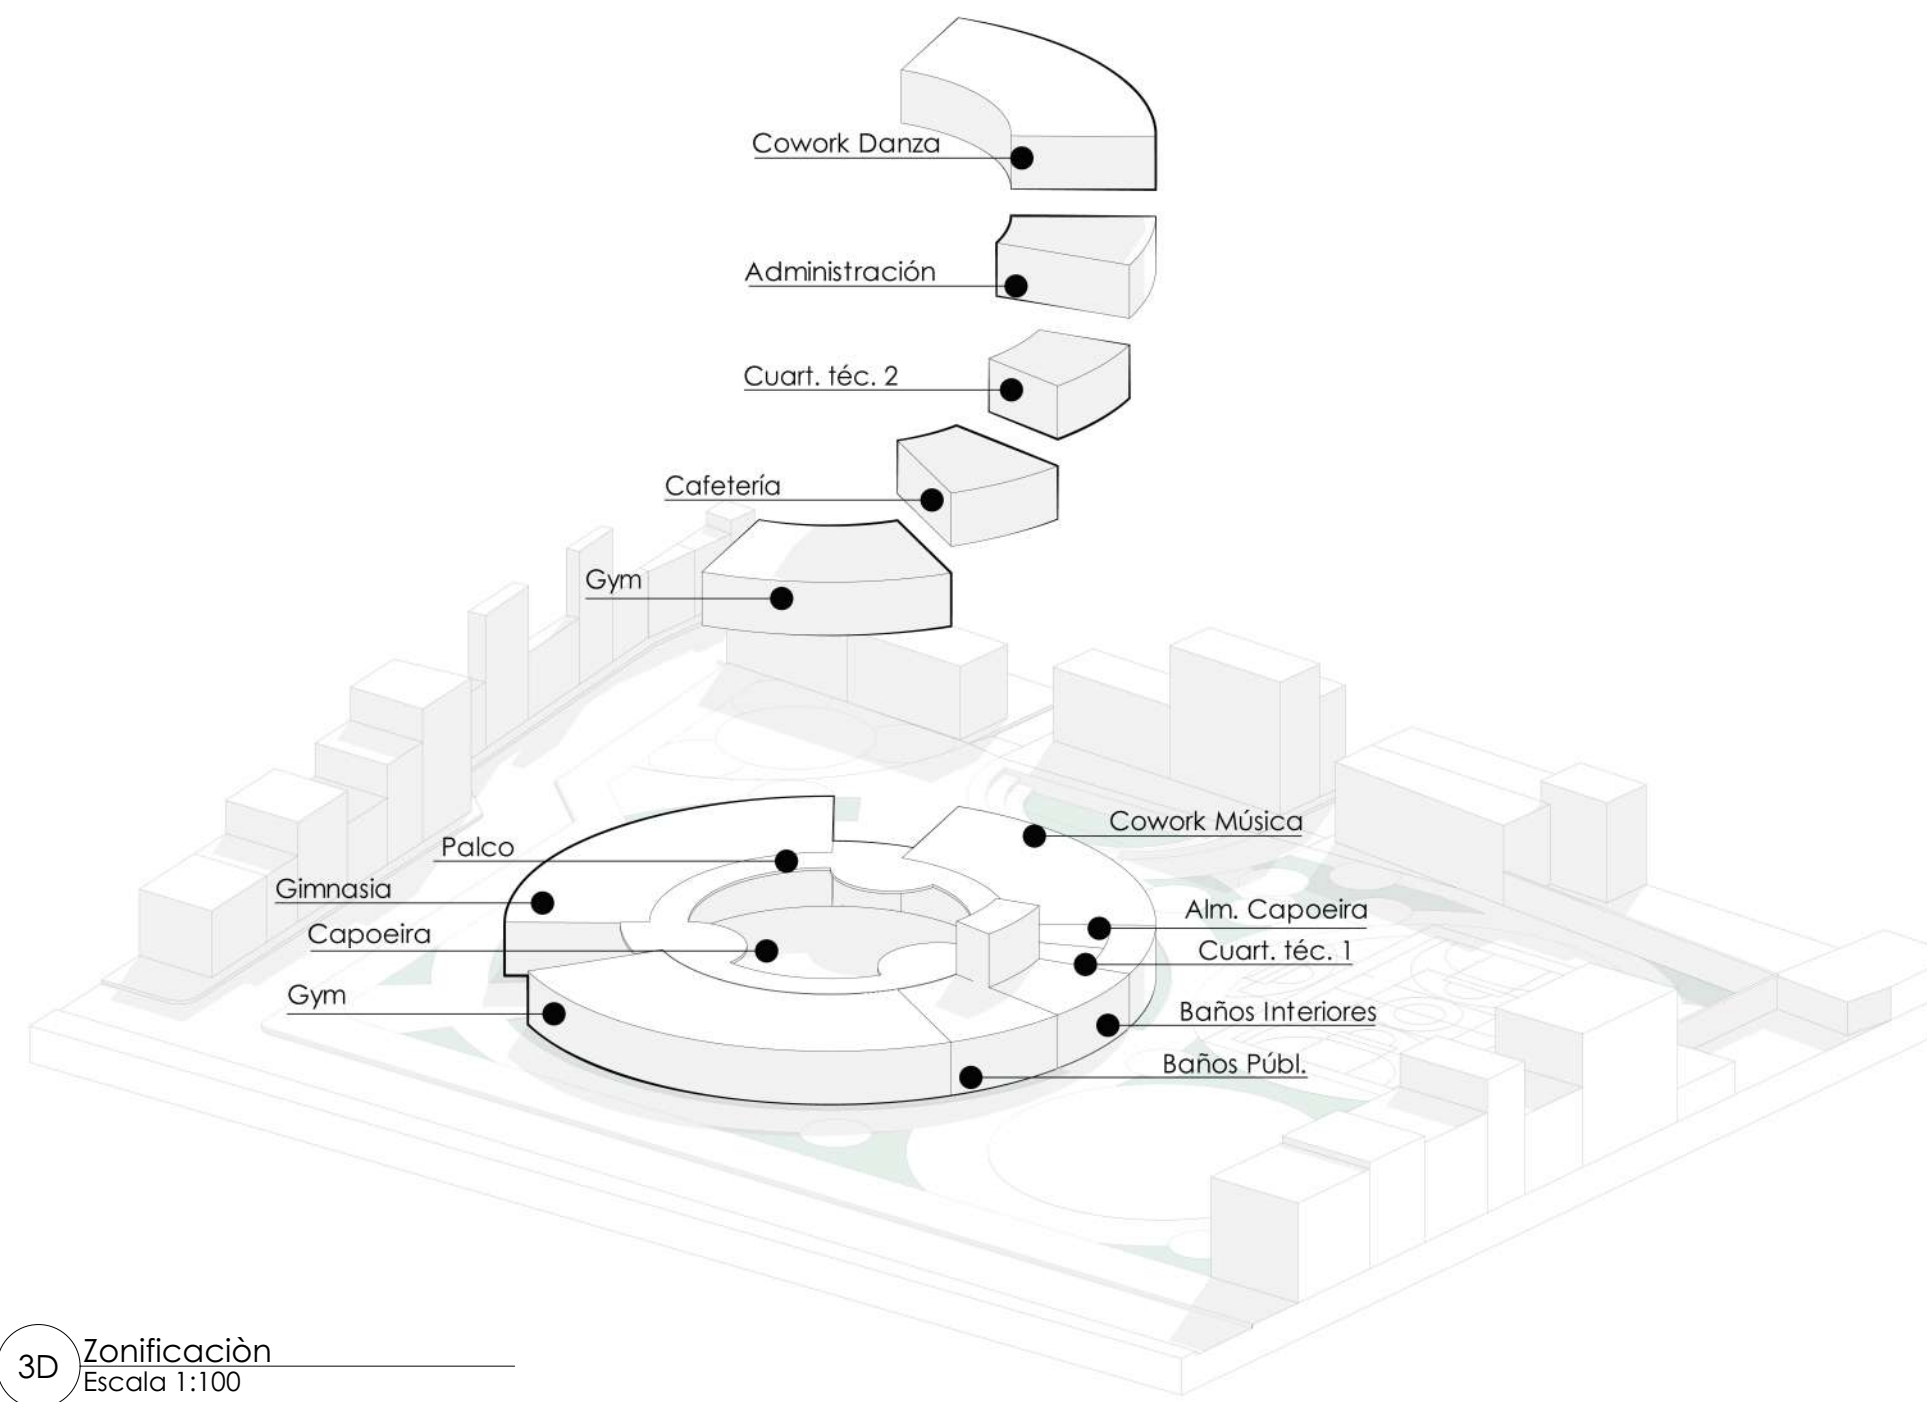 Cowork Danza
Administración
Cuart. téc. 2
Cafetería
Gym
Cowork Música
Palco
Gimnasia
Alm. Capoeira
Capoeira
Cuart. téc. 1
Gym
Baños Interiores
Baños Públ.
3D
Zonificaciòn
Escala 1:100